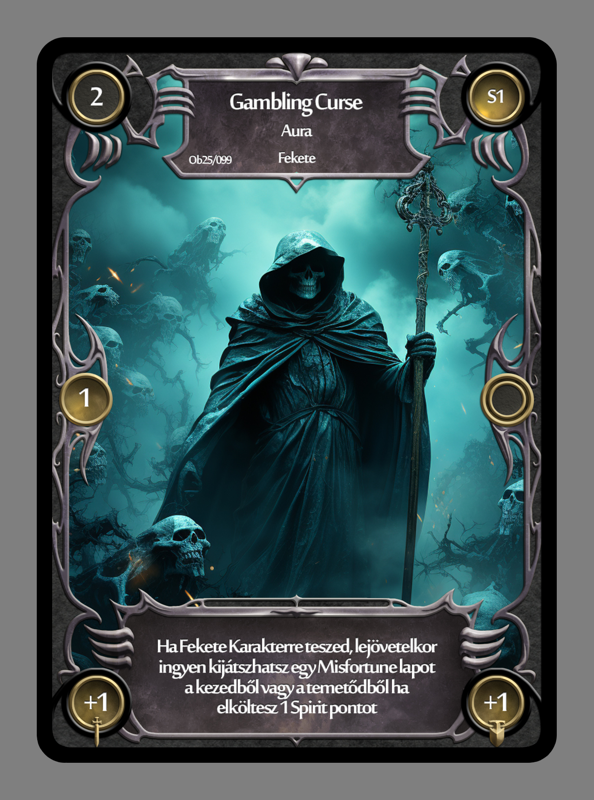 2
Gambling Curse
S1
Aura
Ob25/099
Fekete
1
Ha Fekete Karakterre teszed, lejövetelkor
ingyen kijátszhatsz egy Misfortune lapot
a kezedből vagy a temetődből ha
elköltesz 1 Spirit pontot
+1
+1